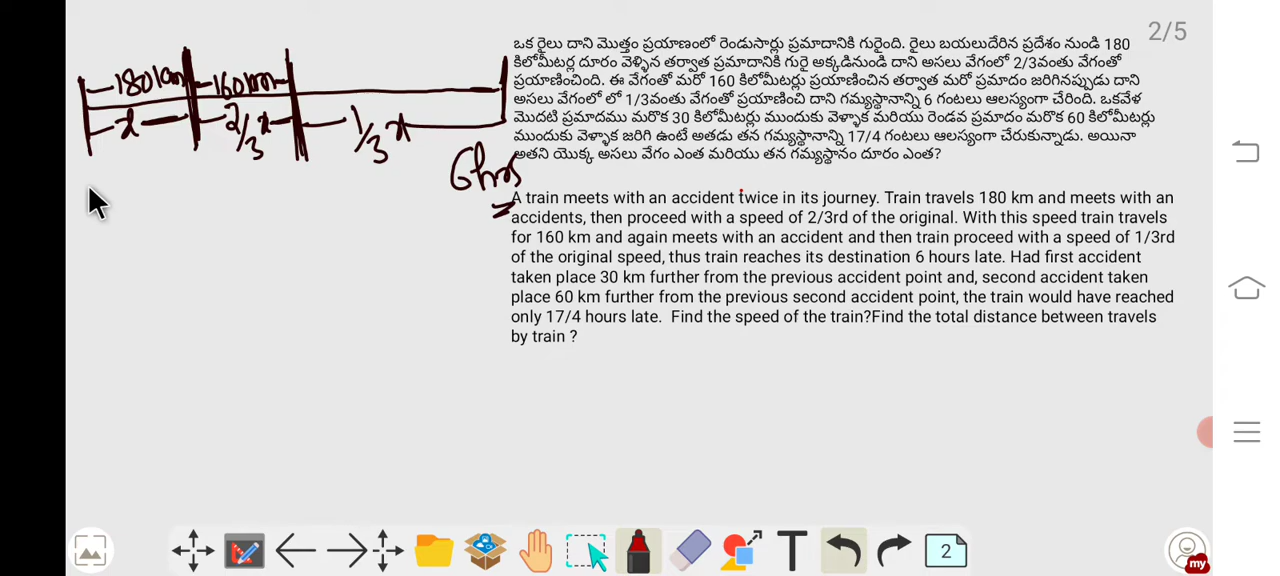 2/5
ఒక రైలు దాని మొత్తం ప్రయాణంలో రెండుసార్లు ప్రమాదానికి గురైంది. రైలు బయలుదేరిన ప్రదేశం నుండి 180
కిలోమీటర్ల దూరం వెళ్ళిన తర్వాత ప్రమాదానికి గురై అక్కడినుండి దాని అసలు వేగంలో 2/3వంతు వేగంతో
ప్రయాణించింది. ఈ వేగంతో మరో 160 కిలోమీటర్లు ప్రయాణించిన తర్వాత మరో ప్రమాదం జరిగినప్పుడు దాని
అసలు వేగంలో లో 1/3వంతు వేగంతో ప్రయాణించి దాని గమ్యస్థానాన్ని 6 గంటలు ఆలస్యంగా చేరింది. ఒకవేళ
మొదటి ప్రమాదము మరొక 30 కిలోమీటర్లు ముందుకు వెళ్ళాక మరియు రెండవ ప్రమాదం మరొక 60 కిలోమీటర్లు
ముందుకు వెళ్ళాక జరిగి ఉంటే అతడు తన గమ్యస్థానాన్ని 17/4 గంటలు ఆలస్యంగా చేరుకున్నాడు. అయినా
అతని యొక్క అసలు వేగం ఎంత మరియు తన గమ్యస్థానం దూరం ఎంత?
180 km 160 km
x 2/3 x 1/3 x
6 hrs
A train meets with an accident twice in its journey. Train travels 180 km and meets with an
accidents, then proceed with a speed of 2/3rd of the original. With this speed train travels
for 160 km and again meets with an accident and then train proceed with a speed of 1/3rd
of the original speed, thus train reaches its destination 6 hours late. Had first accident
taken place 30 km further from the previous accident point and, second accident taken
place 60 km further from the previous second accident point, the train would have reached
only 17/4 hours late.  Find the speed of the train?Find the total distance between travels
by train ?
T
2
my